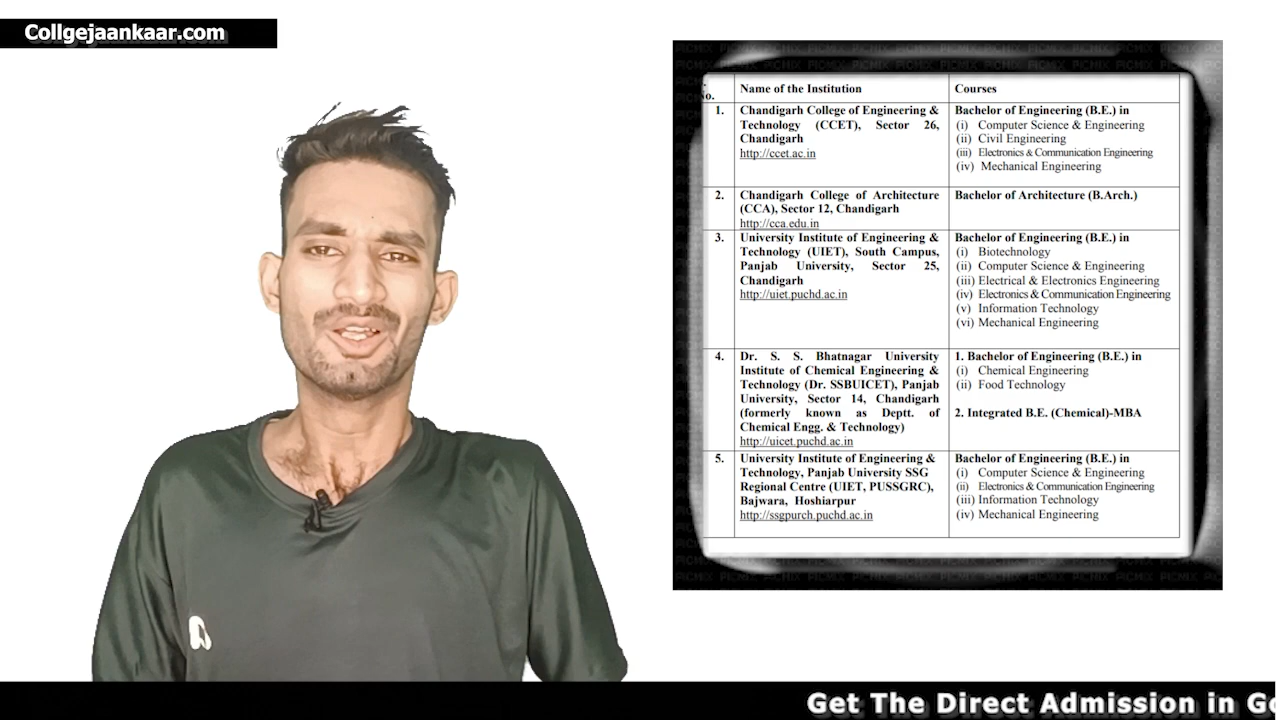 Collgejaankaar.com
Name of the Institution
Courses
1.
Chandigarh College of Engineering &
Technology (CCET), Sector 26,
Chandigarh
http://ccet.ac.in
Bachelor of Engineering (B.E.) in
(i) Computer Science & Engineering
(ii) Civil Engineering
(iii) Electronics & Communication Engineering
(iv) Mechanical Engineering
2.
Chandigarh College of Architecture
(CCA), Sector 12, Chandigarh
http://cca.edu.in
Bachelor of Architecture (B.Arch.)
3.
University Institute of Engineering &
Technology (UIET), South Campus,
Panjab University, Sector 25,
Chandigarh
http://uiet.puchd.ac.in
Bachelor of Engineering (B.E.) in
(i) Biotechnology
(ii) Computer Science & Engineering
(iii) Electrical & Electronics Engineering
(iv) Electronics & Communication Engineering
(v) Information Technology
(vi) Mechanical Engineering
4.
Dr. S. S. Bhatnagar University
Institute of Chemical Engineering &
Technology (Dr. SSBUICET), Panjab
University, Sector 14, Chandigarh
(formerly known as Deptt. of
Chemical Engg. & Technology)
http://uicet.puchd.ac.in
1. Bachelor of Engineering (B.E.) in
(i) Chemical Engineering
(ii) Food Technology
2. Integrated B.E. (Chemical)-MBA
5.
University Institute of Engineering &
Technology, Panjab University SSG
Regional Centre (UIET, PUSSGRC),
Bajwara, Hoshiarpur
http://ssgpurch.puchd.ac.in
Bachelor of Engineering (B.E.) in
(i) Computer Science & Engineering
(ii) Electronics & Communication Engineering
(iii) Information Technology
(iv) Mechanical Engineering
Get The Direct Admission in Go